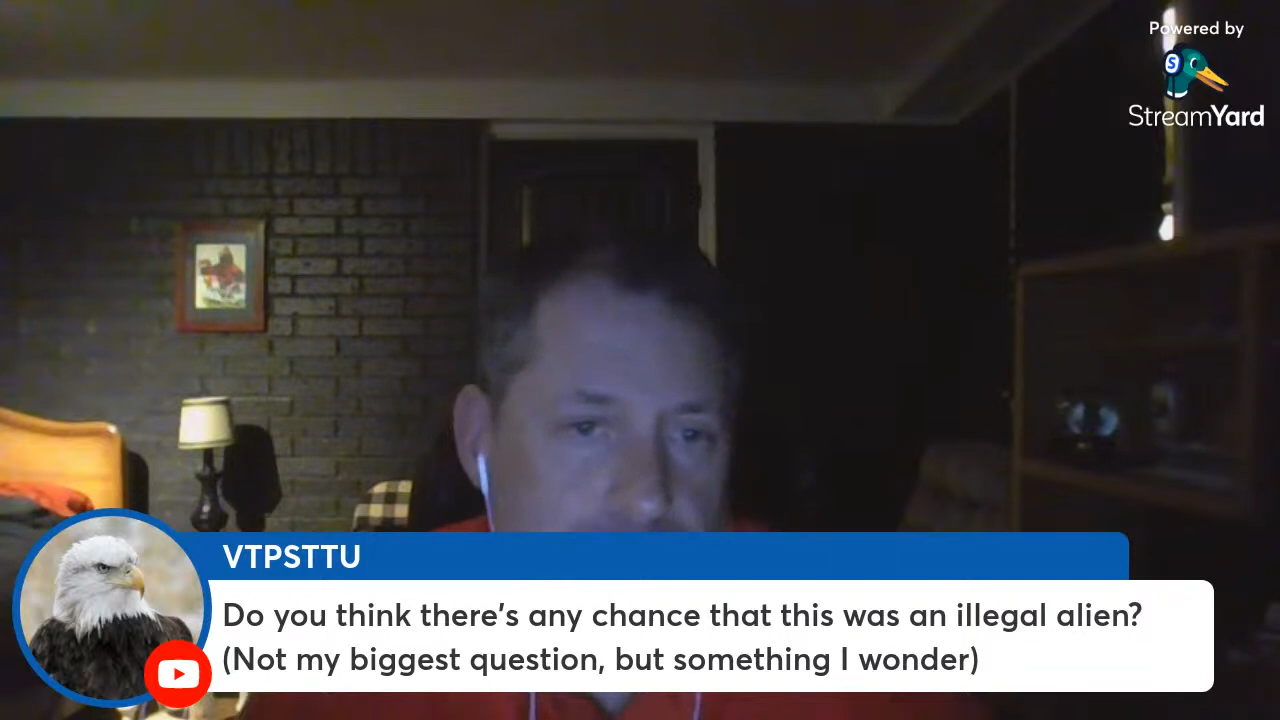 Powered by
S
StreamYard
VTPSTTU
Do you think there's any chance that this was an illegal alien?
(Not my biggest question, but something I wonder)